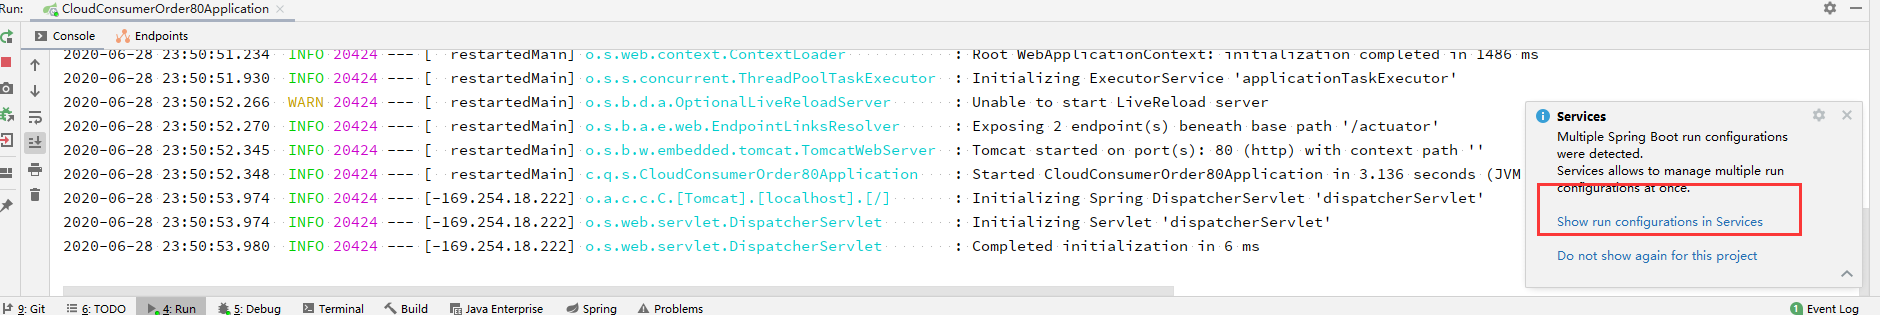 Run: CloudConsumerOrder80Application
Console Endpoints
2020-06-28 23:50:51.234 INFO 20424 --- [ restartedMain] o.s.web.context.ContextLoader : Root WebApplicationContext: initialization completed in 1486 ms
2020-06-28 23:50:51.930 INFO 20424 --- [ restartedMain] o.s.s.concurrent.ThreadPoolTaskExecutor : Initializing ExecutorService 'applicationTaskExecutor'
2020-06-28 23:50:52.266 WARN 20424 --- [ restartedMain] o.s.b.d.a.OptionalLiveReloadServer : Unable to start LiveReload server
2020-06-28 23:50:52.270 INFO 20424 --- [ restartedMain] o.s.b.a.e.web.EndpointLinksResolver : Exposing 2 endpoint(s) beneath base path '/actuator'
2020-06-28 23:50:52.345 INFO 20424 --- [ restartedMain] o.s.b.w.embedded.tomcat.TomcatWebServer : Tomcat started on port(s): 80 (http) with context path ''
2020-06-28 23:50:52.348 INFO 20424 --- [ restartedMain] c.q.s.CloudConsumerOrder80Application : Started CloudConsumerOrder80Application in 3.136 seconds (JVM
2020-06-28 23:50:53.974 INFO 20424 --- [-169.254.18.222] o.a.c.c.C.[Tomcat].[localhost].[/] : Initializing Spring DispatcherServlet 'dispatcherServlet'
2020-06-28 23:50:53.974 INFO 20424 --- [-169.254.18.222] o.s.web.servlet.DispatcherServlet : Initializing Servlet 'dispatcherServlet'
2020-06-28 23:50:53.980 INFO 20424 --- [-169.254.18.222] o.s.web.servlet.DispatcherServlet : Completed initialization in 6 ms
Services
Multiple Spring Boot run configurations
were detected.
Services allows to manage multiple run
configurations at once.
Show run configurations in Services
Do not show again for this project
9: Git 6: TODO 4: Run 5: Debug Terminal Build Java Enterprise Spring Problems 1 Event Log